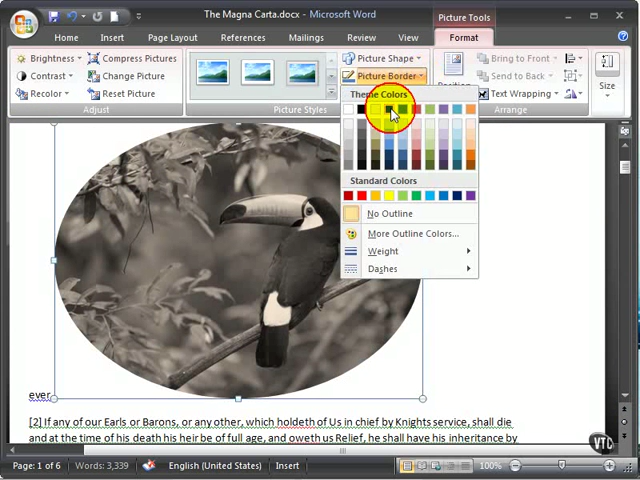 The Magna Carta.docx - Microsoft Word
Picture Tools
Home Insert Page Layout References Mailings Review View Format
Brightness Compress Pictures Picture Shape Bring to Front
Contrast Change Picture Picture Border Position Send to Back Size
Recolor Text Wrapping
Adjust Picture Styles Arrange
Theme Colors
Standard Colors
No Outline
More Outline Colors...
Weight
Dashes
ever.
[2] If any of our Earls or Barons, or any other, which holdeth of Us in chief by Knights service, shall die
and at the time of his death his heir be of full age, and oweth us Relief, he shall have his inheritance by
VTC
Page: 1 of 6 Words: 3,339 English (United States) Insert 100%